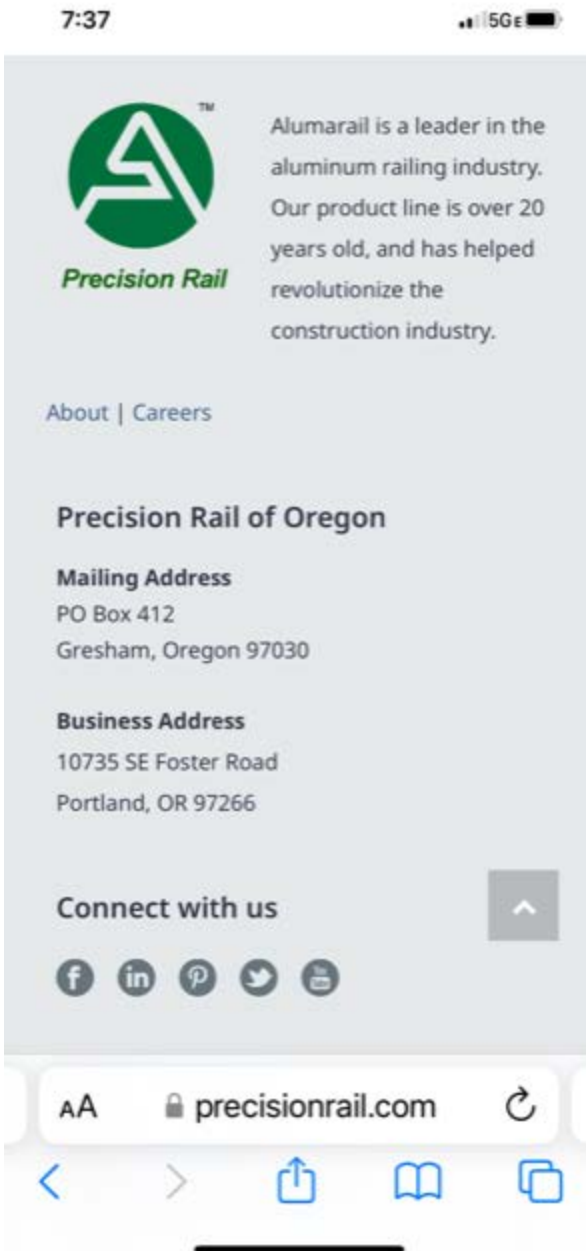 7:37
5GE
TM
Precision Rail
Alumarail is a leader in the
aluminum railing industry.
Our product line is over 20
years old, and has helped
revolutionize the
construction industry.
About | Careers
Precision Rail of Oregon
Mailing Address
PO Box 412
Gresham, Oregon 97030
Business Address
10735 SE Foster Road
Portland, OR 97266
Connect with us
f in P You Tube
AA precisionrail.com